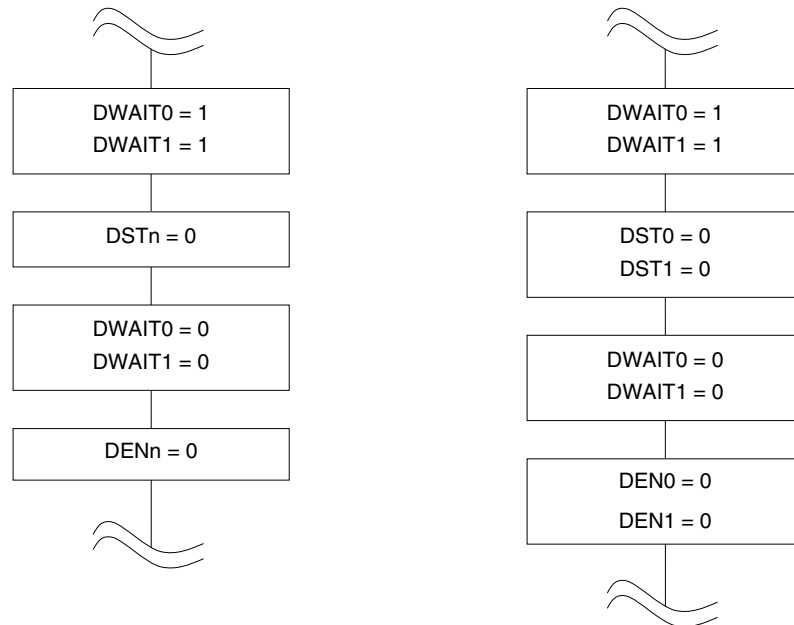 DWAIT0 = 1
DWAIT1 = 1
DSTn = 0
DWAIT0 = 0
DWAIT1 = 0
DENn = 0
DWAIT0 = 1
DWAIT1 = 1
DST0 = 0
DST1 = 0
DWAIT0 = 0
DWAIT1 = 0
DEN0 = 0
DEN1 = 0